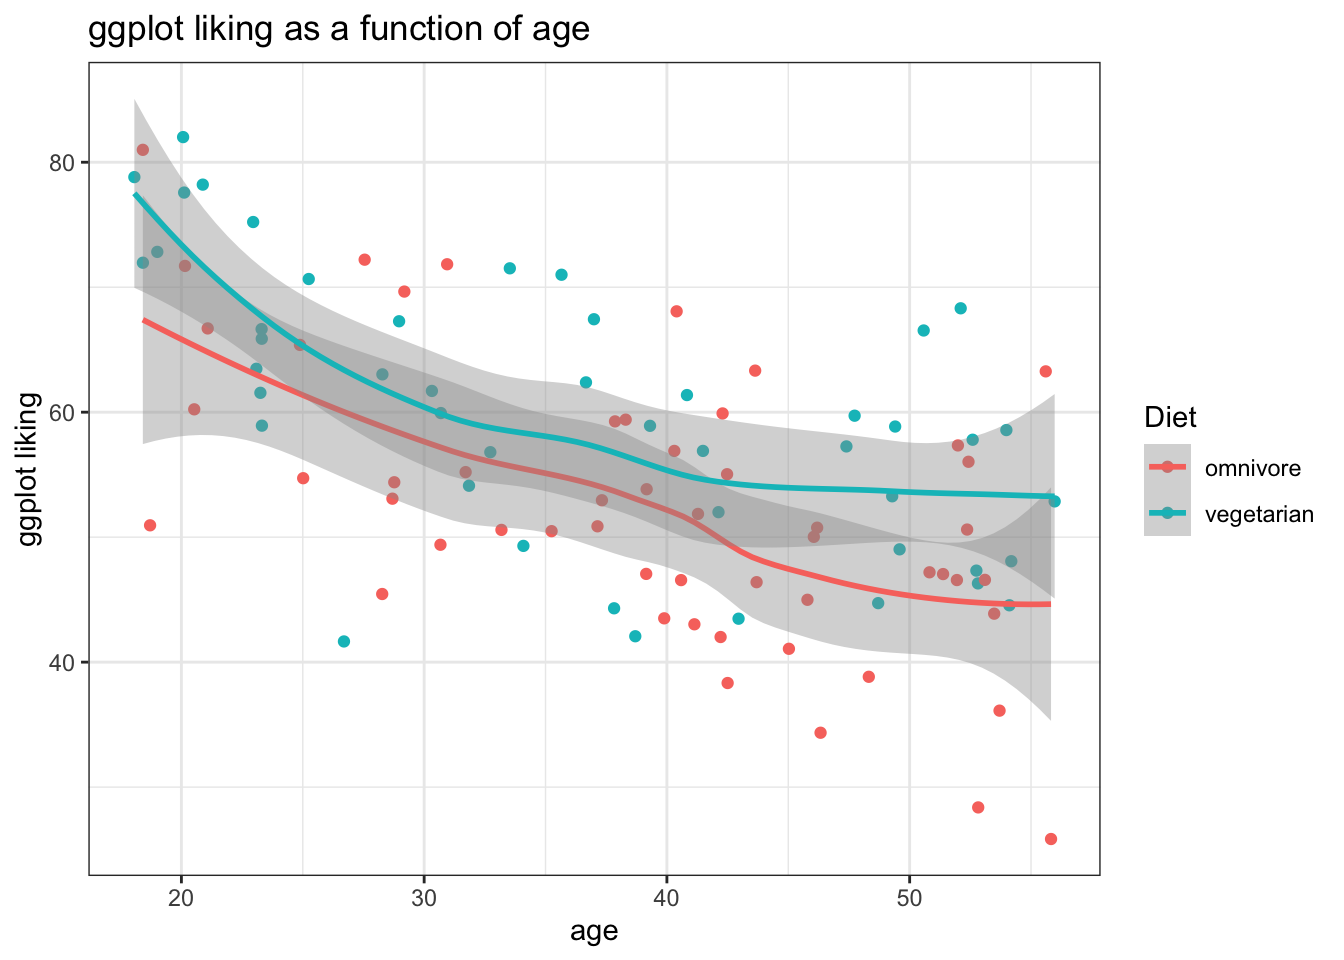 ggplot liking as a function of age
ggplot liking
80
60
40
20
30
40
50
age
Diet
omnivore
vegetarian